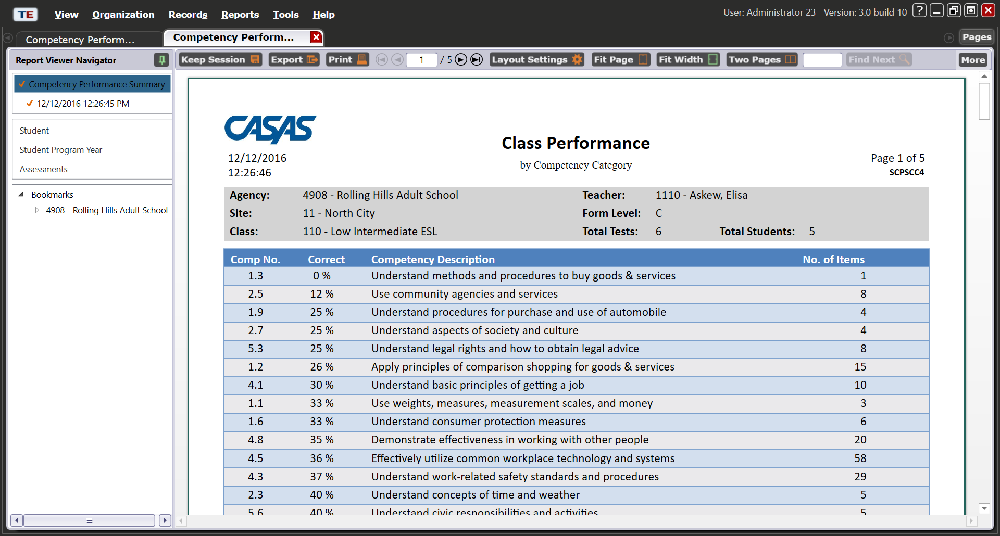 TE View Organization Records Reports Tools Help User: Administrator 23 Version: 3.0 build 10 ?
Competency Perform... Competency Perform... Pages
Report Viewer Navigator Keep Session Export Print 1 / 5 Layout Settings Fit Page Fit Width Two Pages Find Next More
Competency Performance Summary
12/12/2016 12:26:45 PM
Student
Student Program Year
Assessments
Bookmarks
4908 - Rolling Hills Adult School
CASAS
Class Performance
12/12/2016
by Competency Category
Page 1 of 5
12:26:46
SCPSCC4
Agency: 4908 - Rolling Hills Adult School Teacher: 1110 - Askew, Elisa
Site: 11 - North City Form Level: C
Class: 110 - Low Intermediate ESL Total Tests: 6 Total Students: 5
Comp No. Correct Competency Description No. of Items
1.3 0 % Understand methods and procedures to buy goods & services 1
2.5 12 % Use community agencies and services 8
1.9 25 % Understand procedures for purchase and use of automobile 4
2.7 25 % Understand aspects of society and culture 4
5.3 25 % Understand legal rights and how to obtain legal advice 8
1.2 26 % Apply principles of comparison shopping for goods & services 15
4.1 30 % Understand basic principles of getting a job 10
1.1 33 % Use weights, measures, measurement scales, and money 3
1.6 33 % Understand consumer protection measures 6
4.8 35 % Demonstrate effectiveness in working with other people 20
4.5 36 % Effectively utilize common workplace technology and systems 58
4.3 37 % Understand work-related safety standards and procedures 29
2.3 40 % Understand concepts of time and weather 5
5.6 40 % Understand civic responsibilities and activities 5